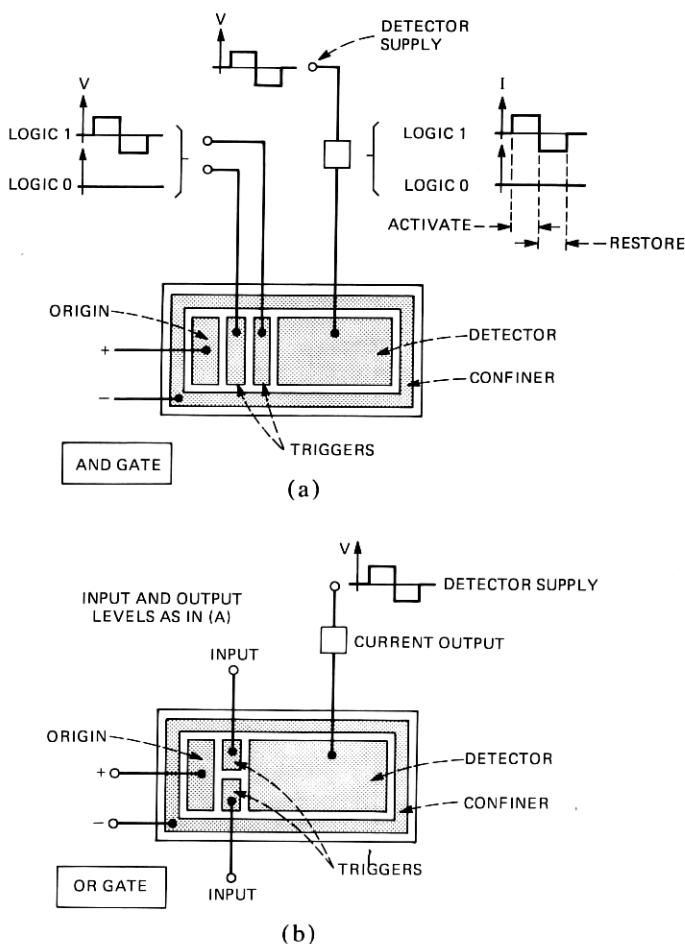 V
DETECTOR
SUPPLY
V
I
LOGIC 1
LOGIC 1
LOGIC 0
LOGIC 0
ACTIVATE
RESTORE
ORIGIN
DETECTOR
+
CONFINER
−
TRIGGERS
AND GATE
(a)
V
DETECTOR SUPPLY
INPUT AND OUTPUT
LEVELS AS IN (A)
CURRENT OUTPUT
INPUT
ORIGIN
DETECTOR
+
CONFINER
−
TRIGGERS
OR GATE
INPUT
(b)